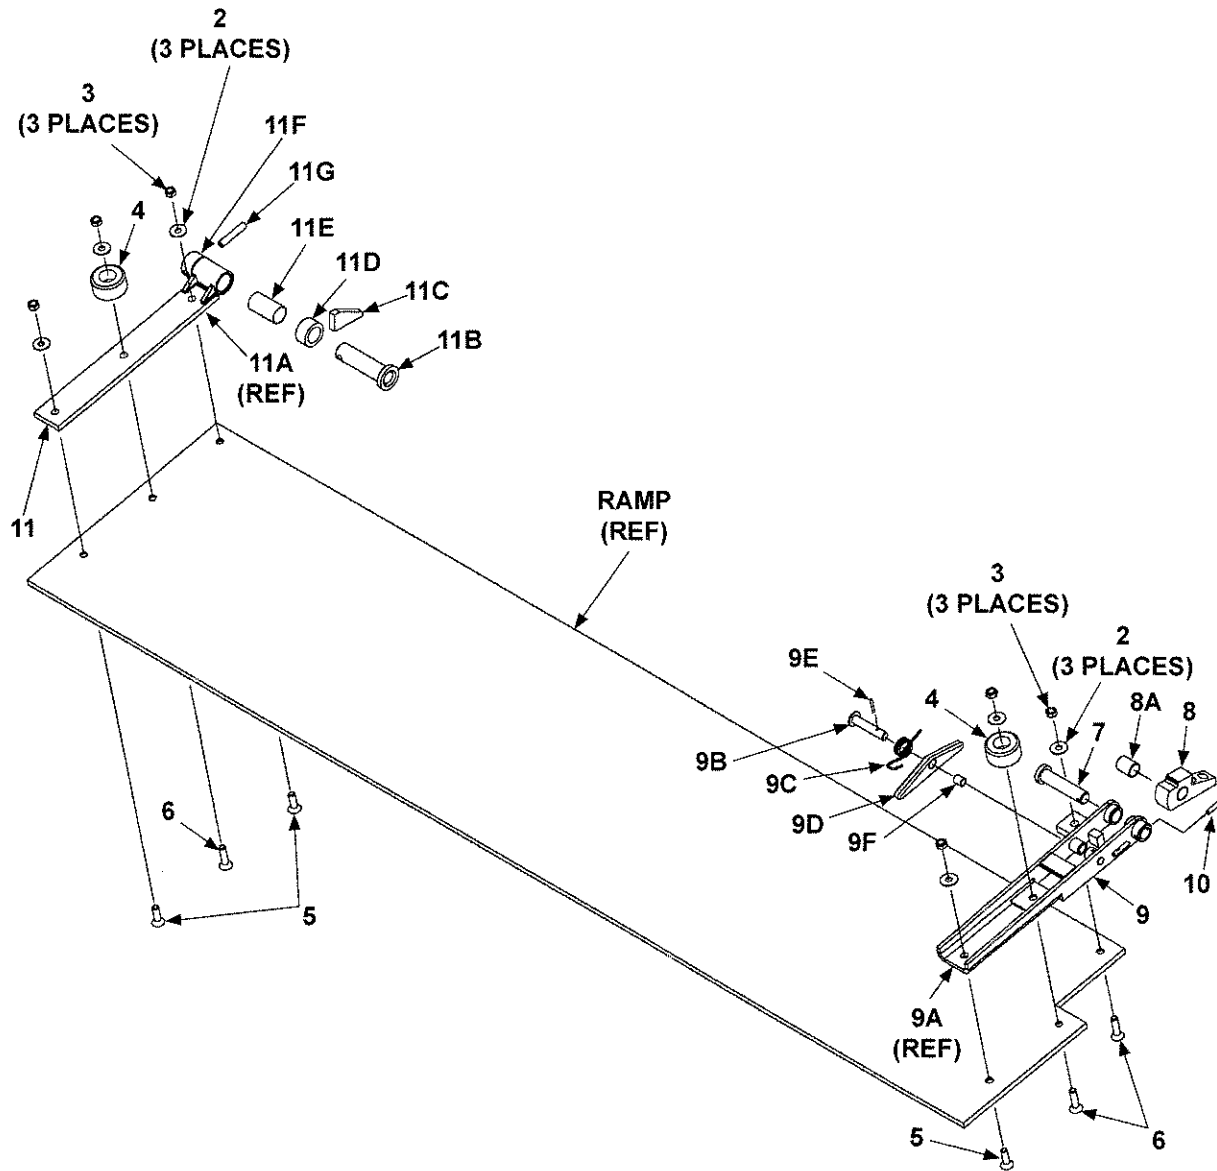 2
(3 PLACES)
3
(3 PLACES)
11F
11G
4
11E
11D
11C
11B
11A
(REF)
11
RAMP
(REF)
3
(3 PLACES)
2
(3 PLACES)
9E
4
8A
8
7
9B
9C
9D
9F
10
9
6
5
9A
(REF)
5
6